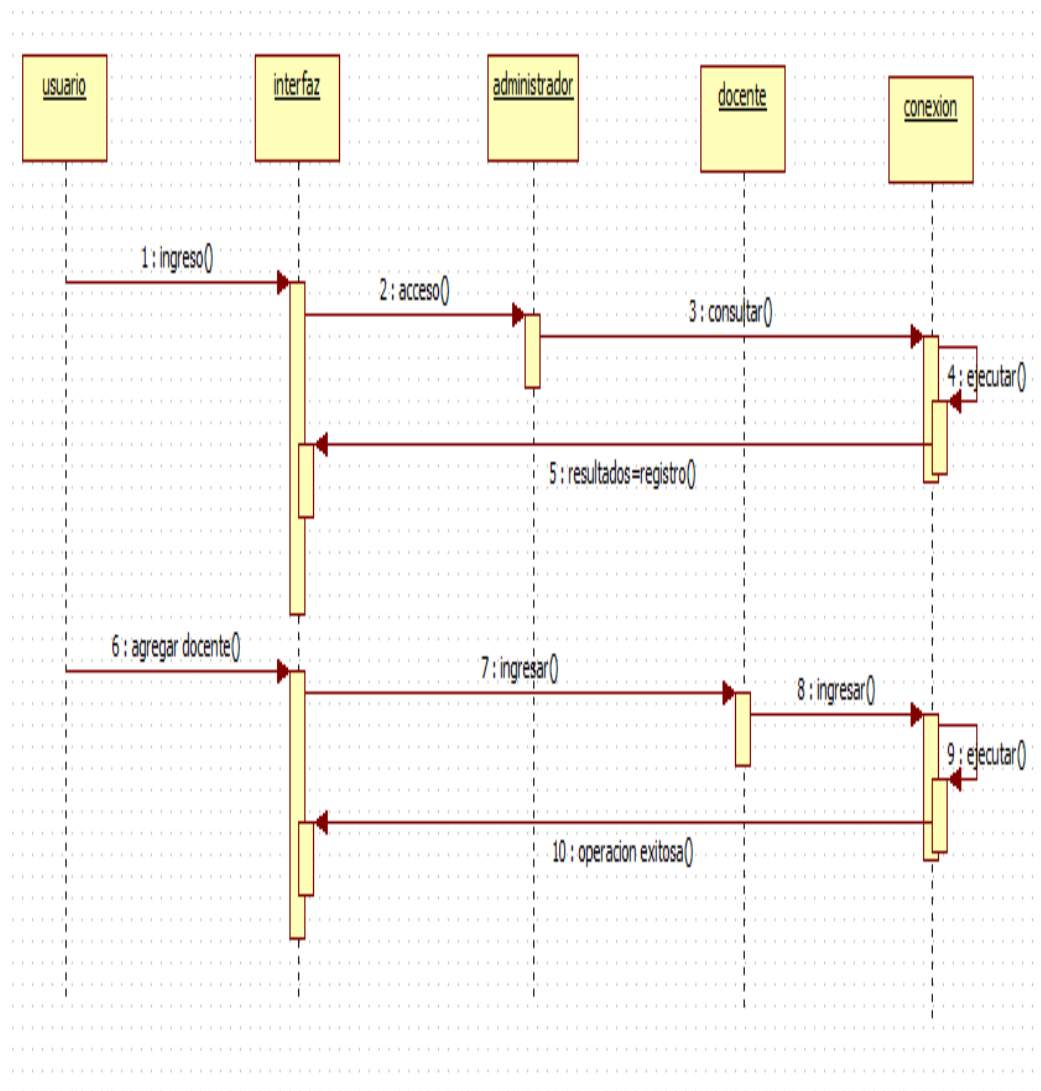 usuario
interfaz
administrador
docente
conexion
1 : ingreso()
2 : acceso()
3 : consultar()
4 : ejecutar()
5 : resultados=registro()
6 : agregar docente()
7 : ingresar()
8 : ingresar()
9 : ejecutar()
10 : operacion exitosa()